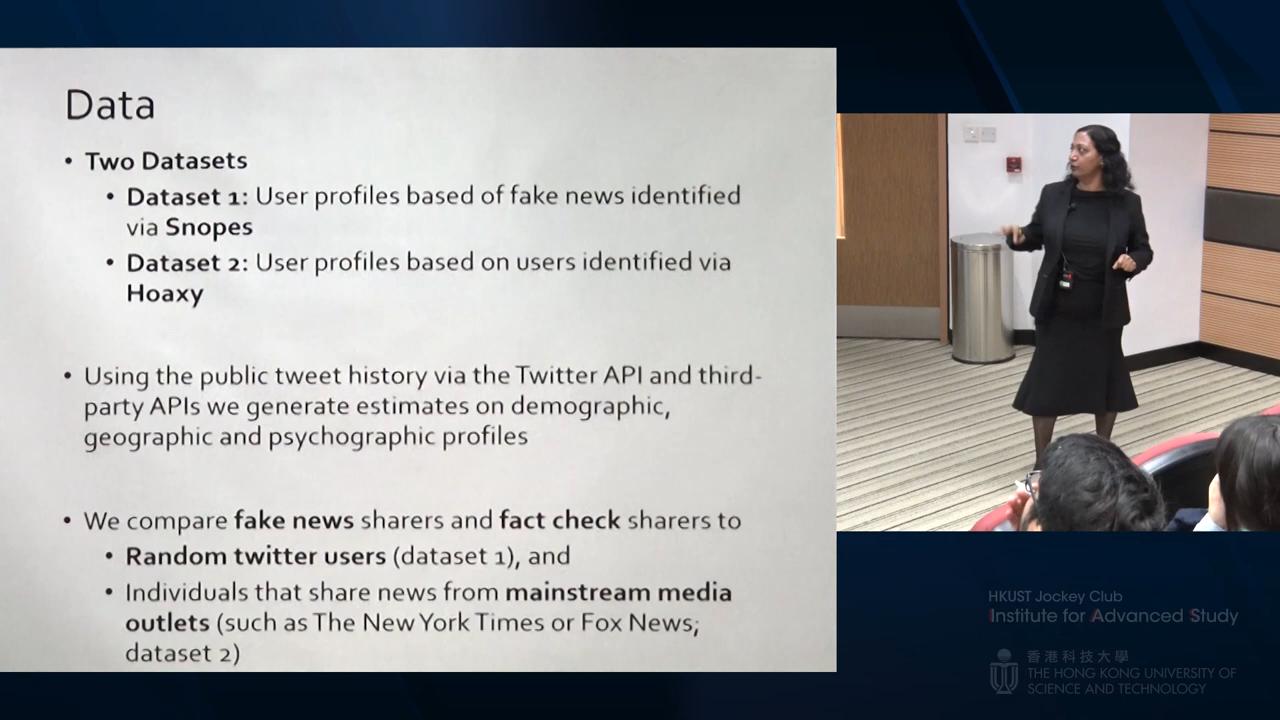 Data
• Two Datasets
• Dataset 1: User profiles based of fake news identified
via Snopes
• Dataset 2: User profiles based on users identified via
Hoaxy
• Using the public tweet history via the Twitter API and third-
party APIs we generate estimates on demographic,
geographic and psychographic profiles
• We compare fake news sharers and fact check sharers to
• Random twitter users (dataset 1), and
• Individuals that share news from mainstream media
outlets (such as The New York Times or Fox News;
dataset 2)
HKUST Jockey Club
Institute for Advanced Study
香港科技大學
THE HONG KONG UNIVERSITY OF
SCIENCE AND TECHNOLOGY